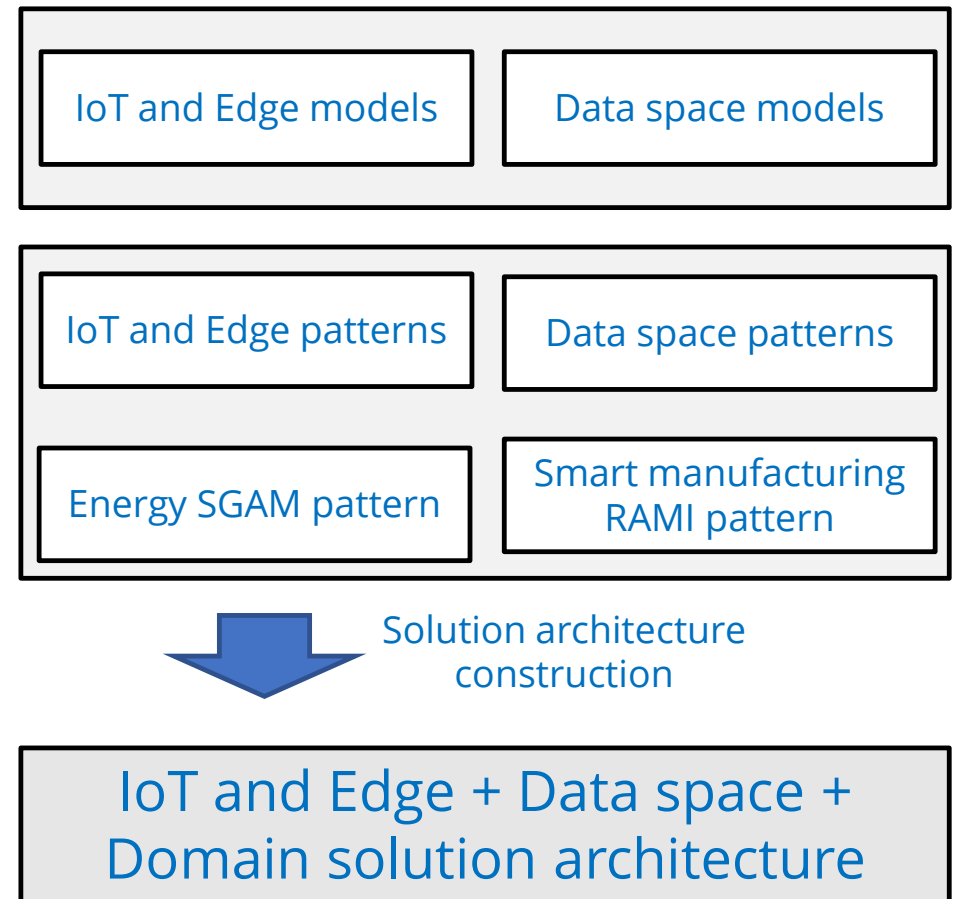 IoT and Edge models
Data space models
IoT and Edge patterns
Data space patterns
Energy SGAM pattern
Smart manufacturing
RAMI pattern
Solution architecture
construction
IoT and Edge + Data space +
Domain solution architecture